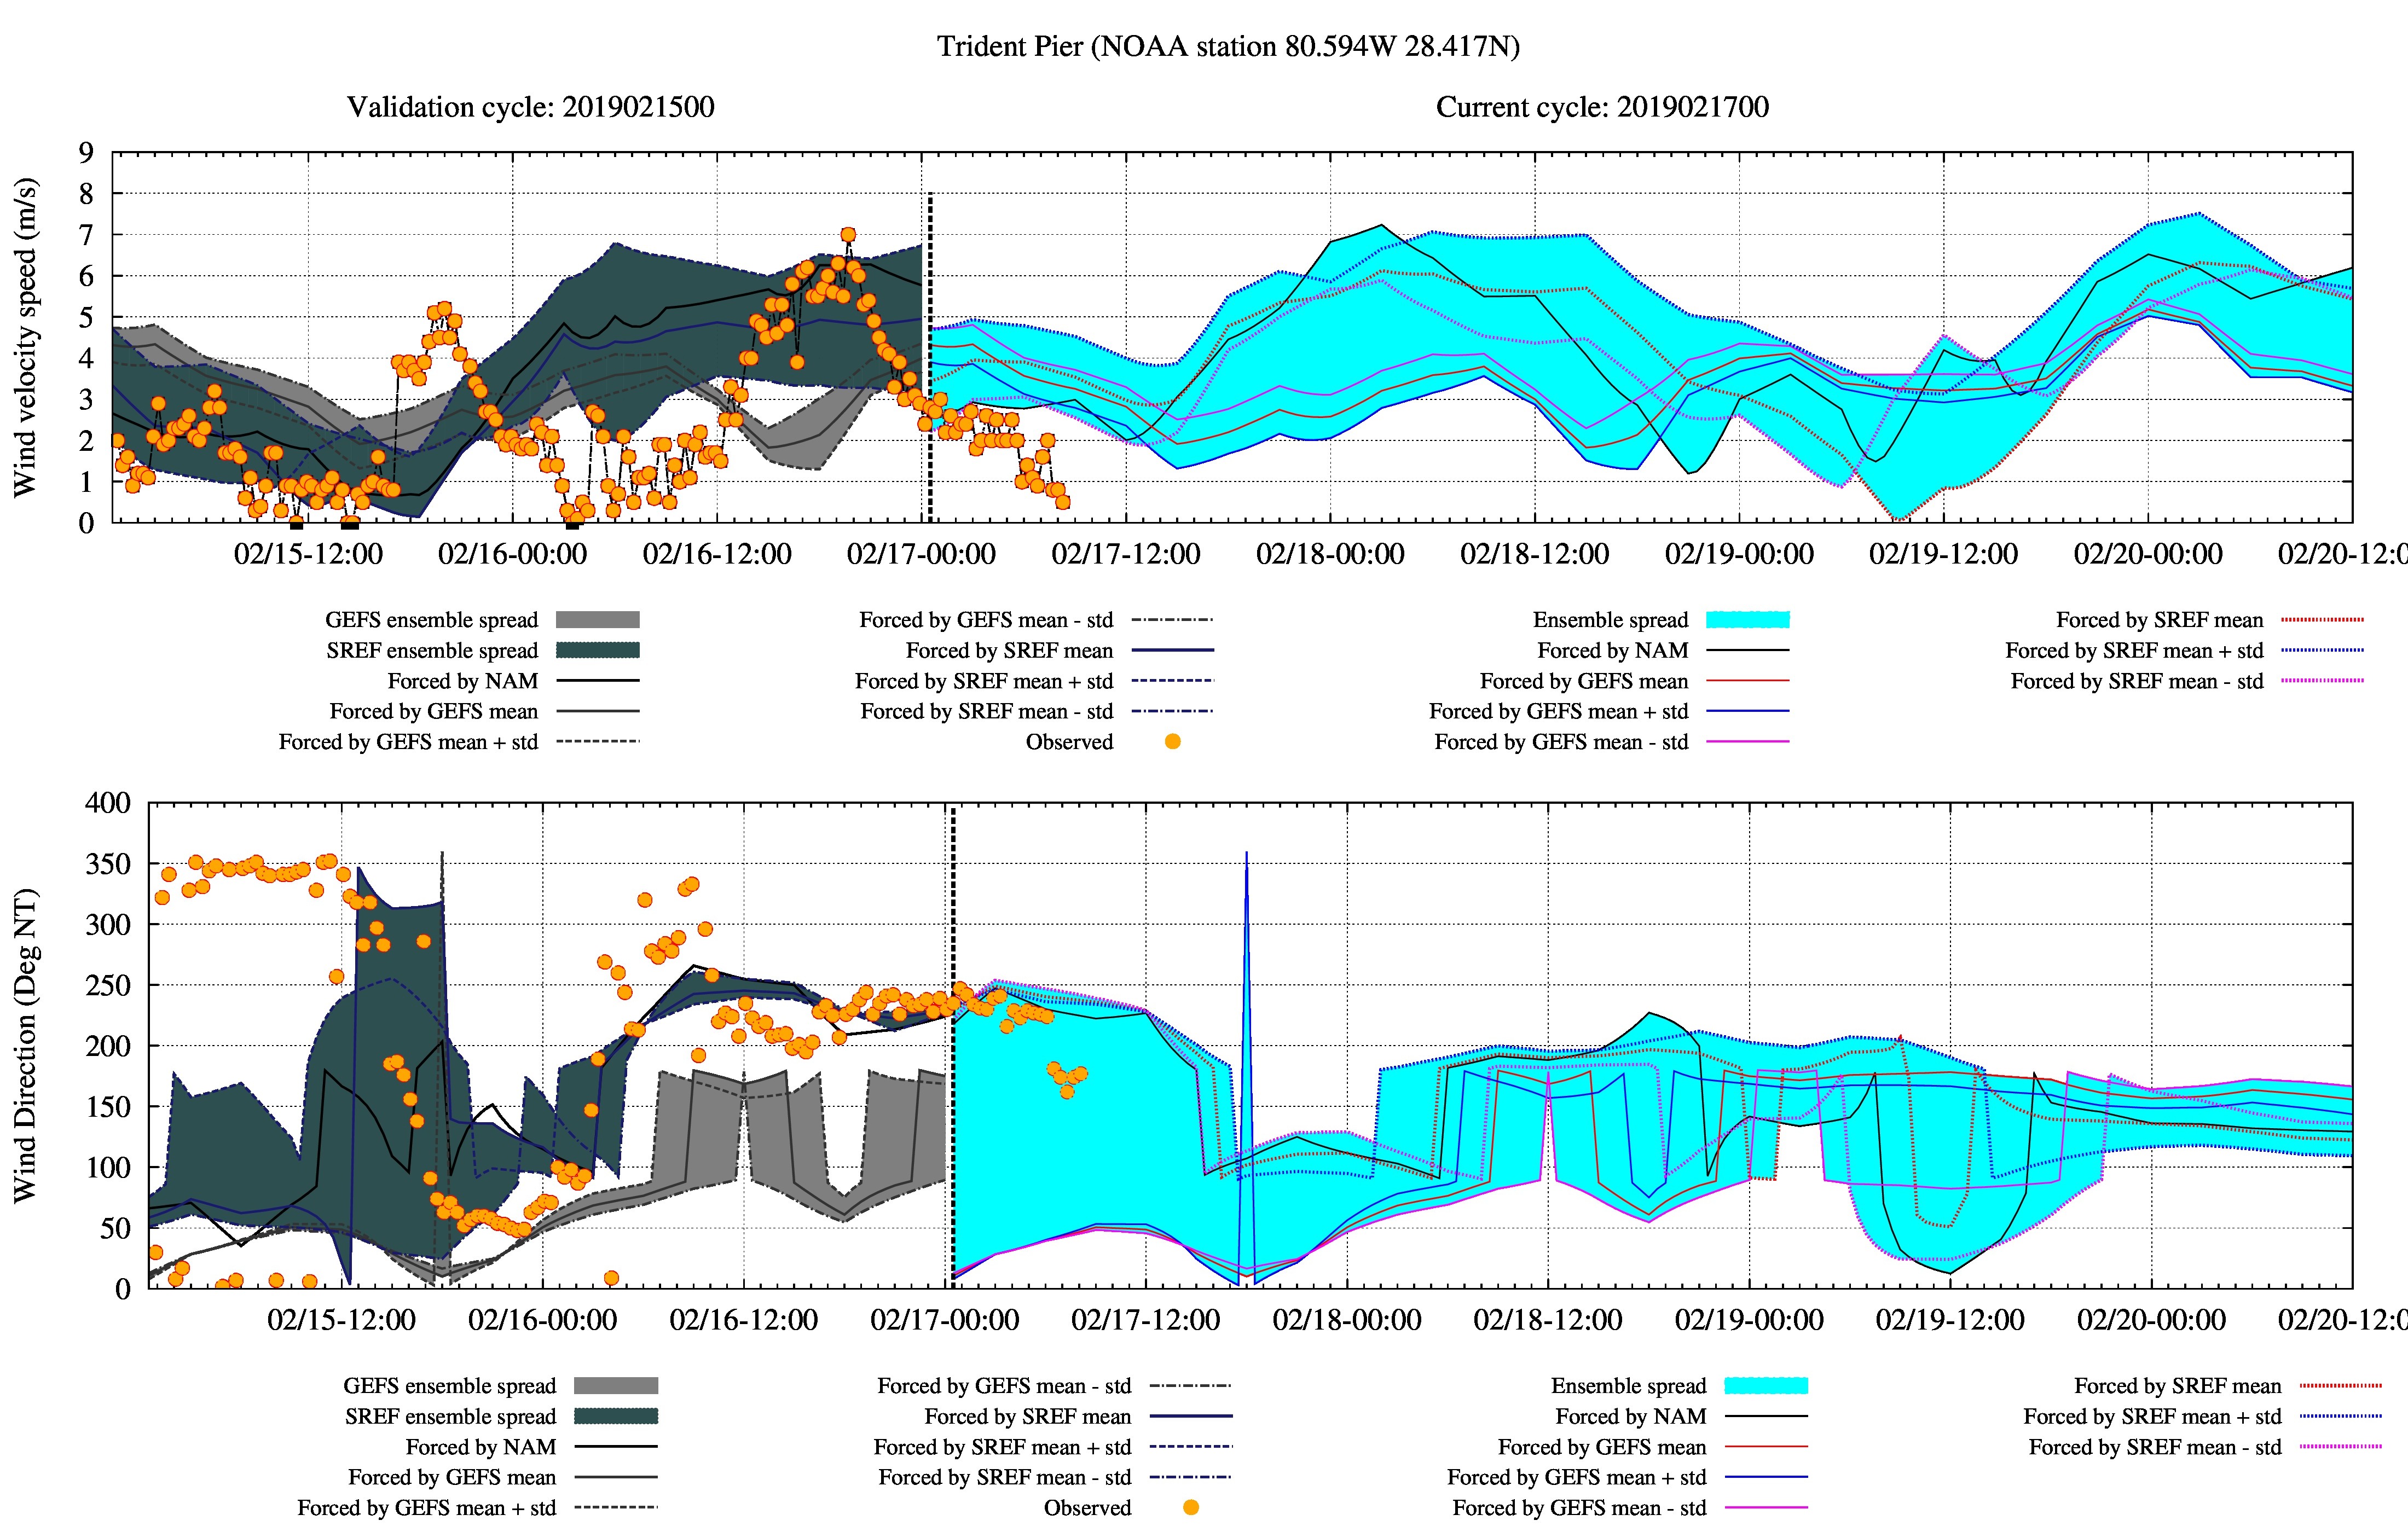 Trident Pier (NOAA station 80.594W 28.417N)
Validation cycle: 2019021500
Current cycle: 2019021700
Wind velocity speed (m/s)
9
8
7
6
5
4
3
2
1
0
02/15-12:00 02/16-00:00 02/16-12:00 02/17-00:00 02/17-12:00 02/18-00:00 02/18-12:00 02/19-00:00 02/19-12:00 02/20-00:00 02/20-12:0
GEFS ensemble spread
SREF ensemble spread
Forced by NAM
Forced by GEFS mean
Forced by GEFS mean + std
Forced by GEFS mean - std
Forced by SREF mean
Forced by SREF mean + std
Forced by SREF mean - std
Observed
Ensemble spread
Forced by NAM
Forced by GEFS mean
Forced by GEFS mean + std
Forced by GEFS mean - std
Forced by SREF mean
Forced by SREF mean + std
Forced by SREF mean - std
Wind Direction (Deg NT)
400
350
300
250
200
150
100
50
0
02/15-12:00 02/16-00:00 02/16-12:00 02/17-00:00 02/17-12:00 02/18-00:00 02/18-12:00 02/19-00:00 02/19-12:00 02/20-00:00 02/20-12:0
GEFS ensemble spread
SREF ensemble spread
Forced by NAM
Forced by GEFS mean
Forced by GEFS mean + std
Forced by GEFS mean - std
Forced by SREF mean
Forced by SREF mean + std
Forced by SREF mean - std
Observed
Ensemble spread
Forced by NAM
Forced by GEFS mean
Forced by GEFS mean + std
Forced by GEFS mean - std
Forced by SREF mean
Forced by SREF mean + std
Forced by SREF mean - std